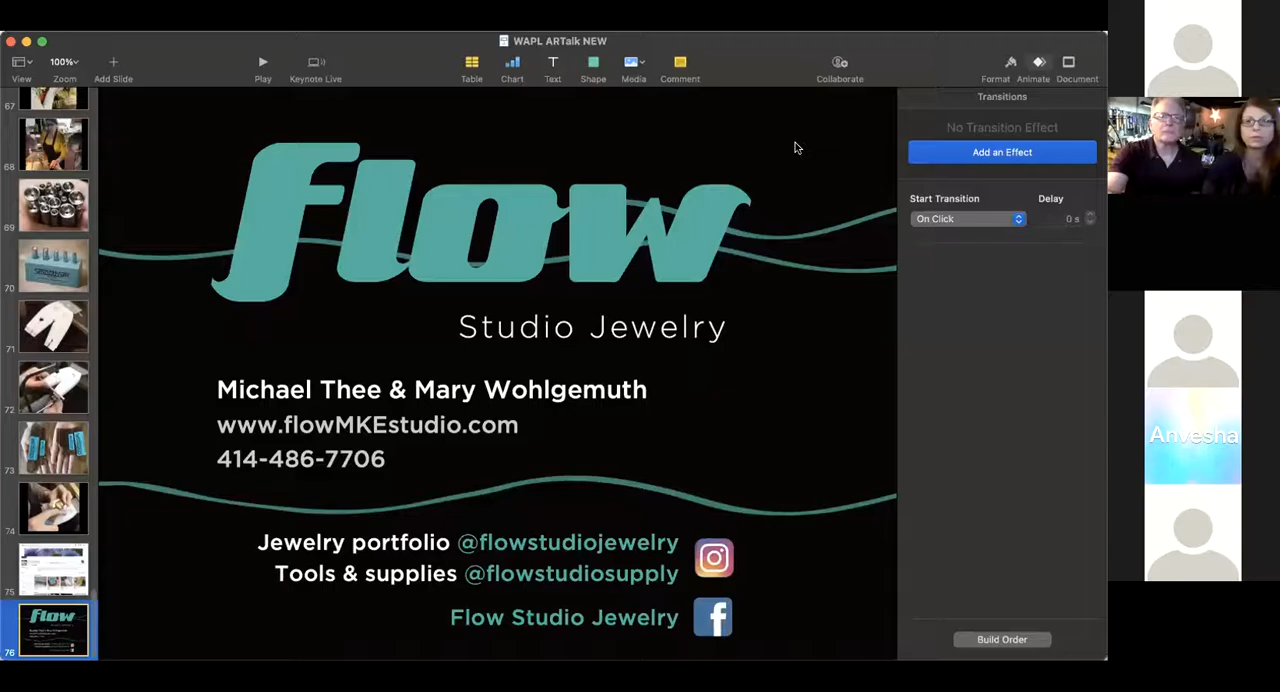 WAPL ARTalk NEW
View
100%
Zoom
Add Slide
Play
Keynote Live
Table
Chart
Text
Shape
Media
Comment
Collaborate
Format
Animate
Document
67
68
69
70
71
72
73
74
75
76
flow
flow
Studio Jewelry
Michael Thee & Mary Wohlgemuth
www.flowMKEstudio.com
414-486-7706
Jewelry portfolio @flowstudiojewelry
Tools & supplies @flowstudiosupply
Flow Studio Jewelry
Transitions
No Transition Effect
Add an Effect
Start Transition
Delay
On Click
0 s
Build Order
Anvesha